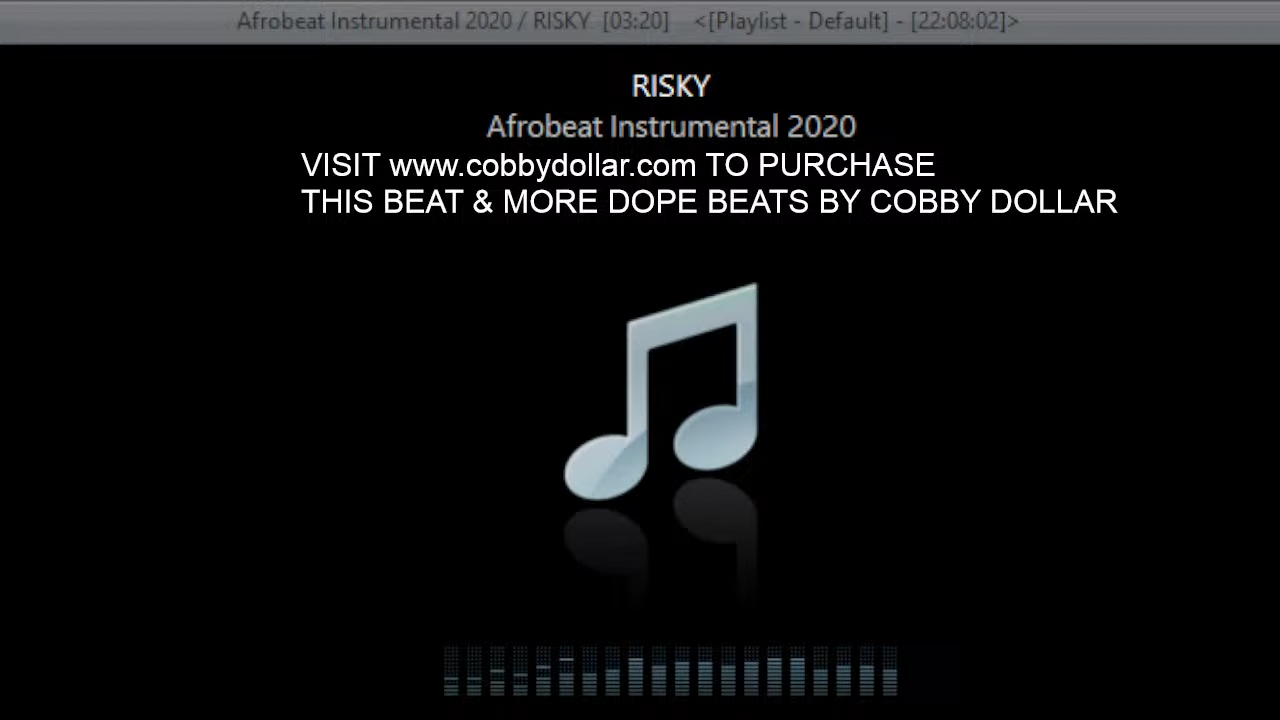 Afrobeat Instrumental 2020 / RISKY [03:20] <[Playlist - Default] - [22:08:02]>
RISKY
Afrobeat Instrumental 2020
VISIT www.cobbydollar.com TO PURCHASE
THIS BEAT & MORE DOPE BEATS BY COBBY DOLLAR